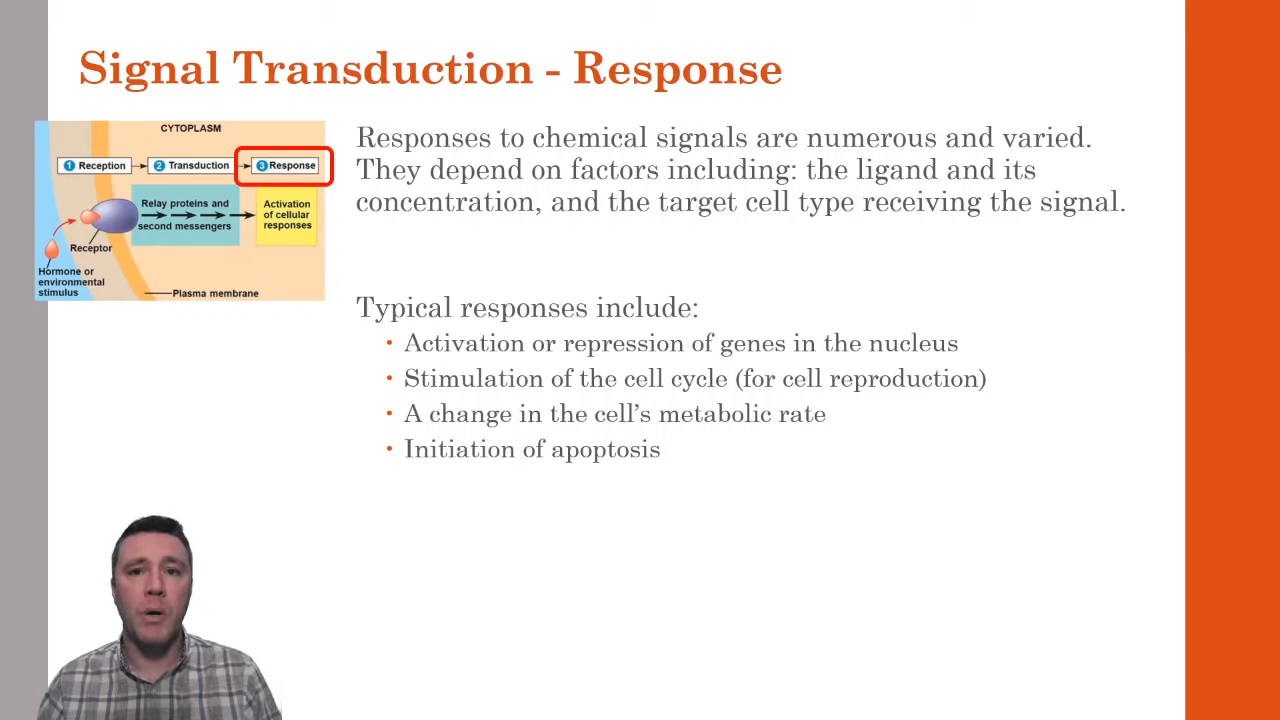 Signal Transduction - Response
CYTOPLASM
1 Reception
2 Transduction
3 Response
Relay proteins and
second messengers
Activation
of cellular
responses
Receptor
Hormone or
environmental
stimulus
Plasma membrane
Responses to chemical signals are numerous and varied.
They depend on factors including: the ligand and its
concentration, and the target cell type receiving the signal.
Typical responses include:
• Activation or repression of genes in the nucleus
• Stimulation of the cell cycle (for cell reproduction)
• A change in the cell’s metabolic rate
• Initiation of apoptosis